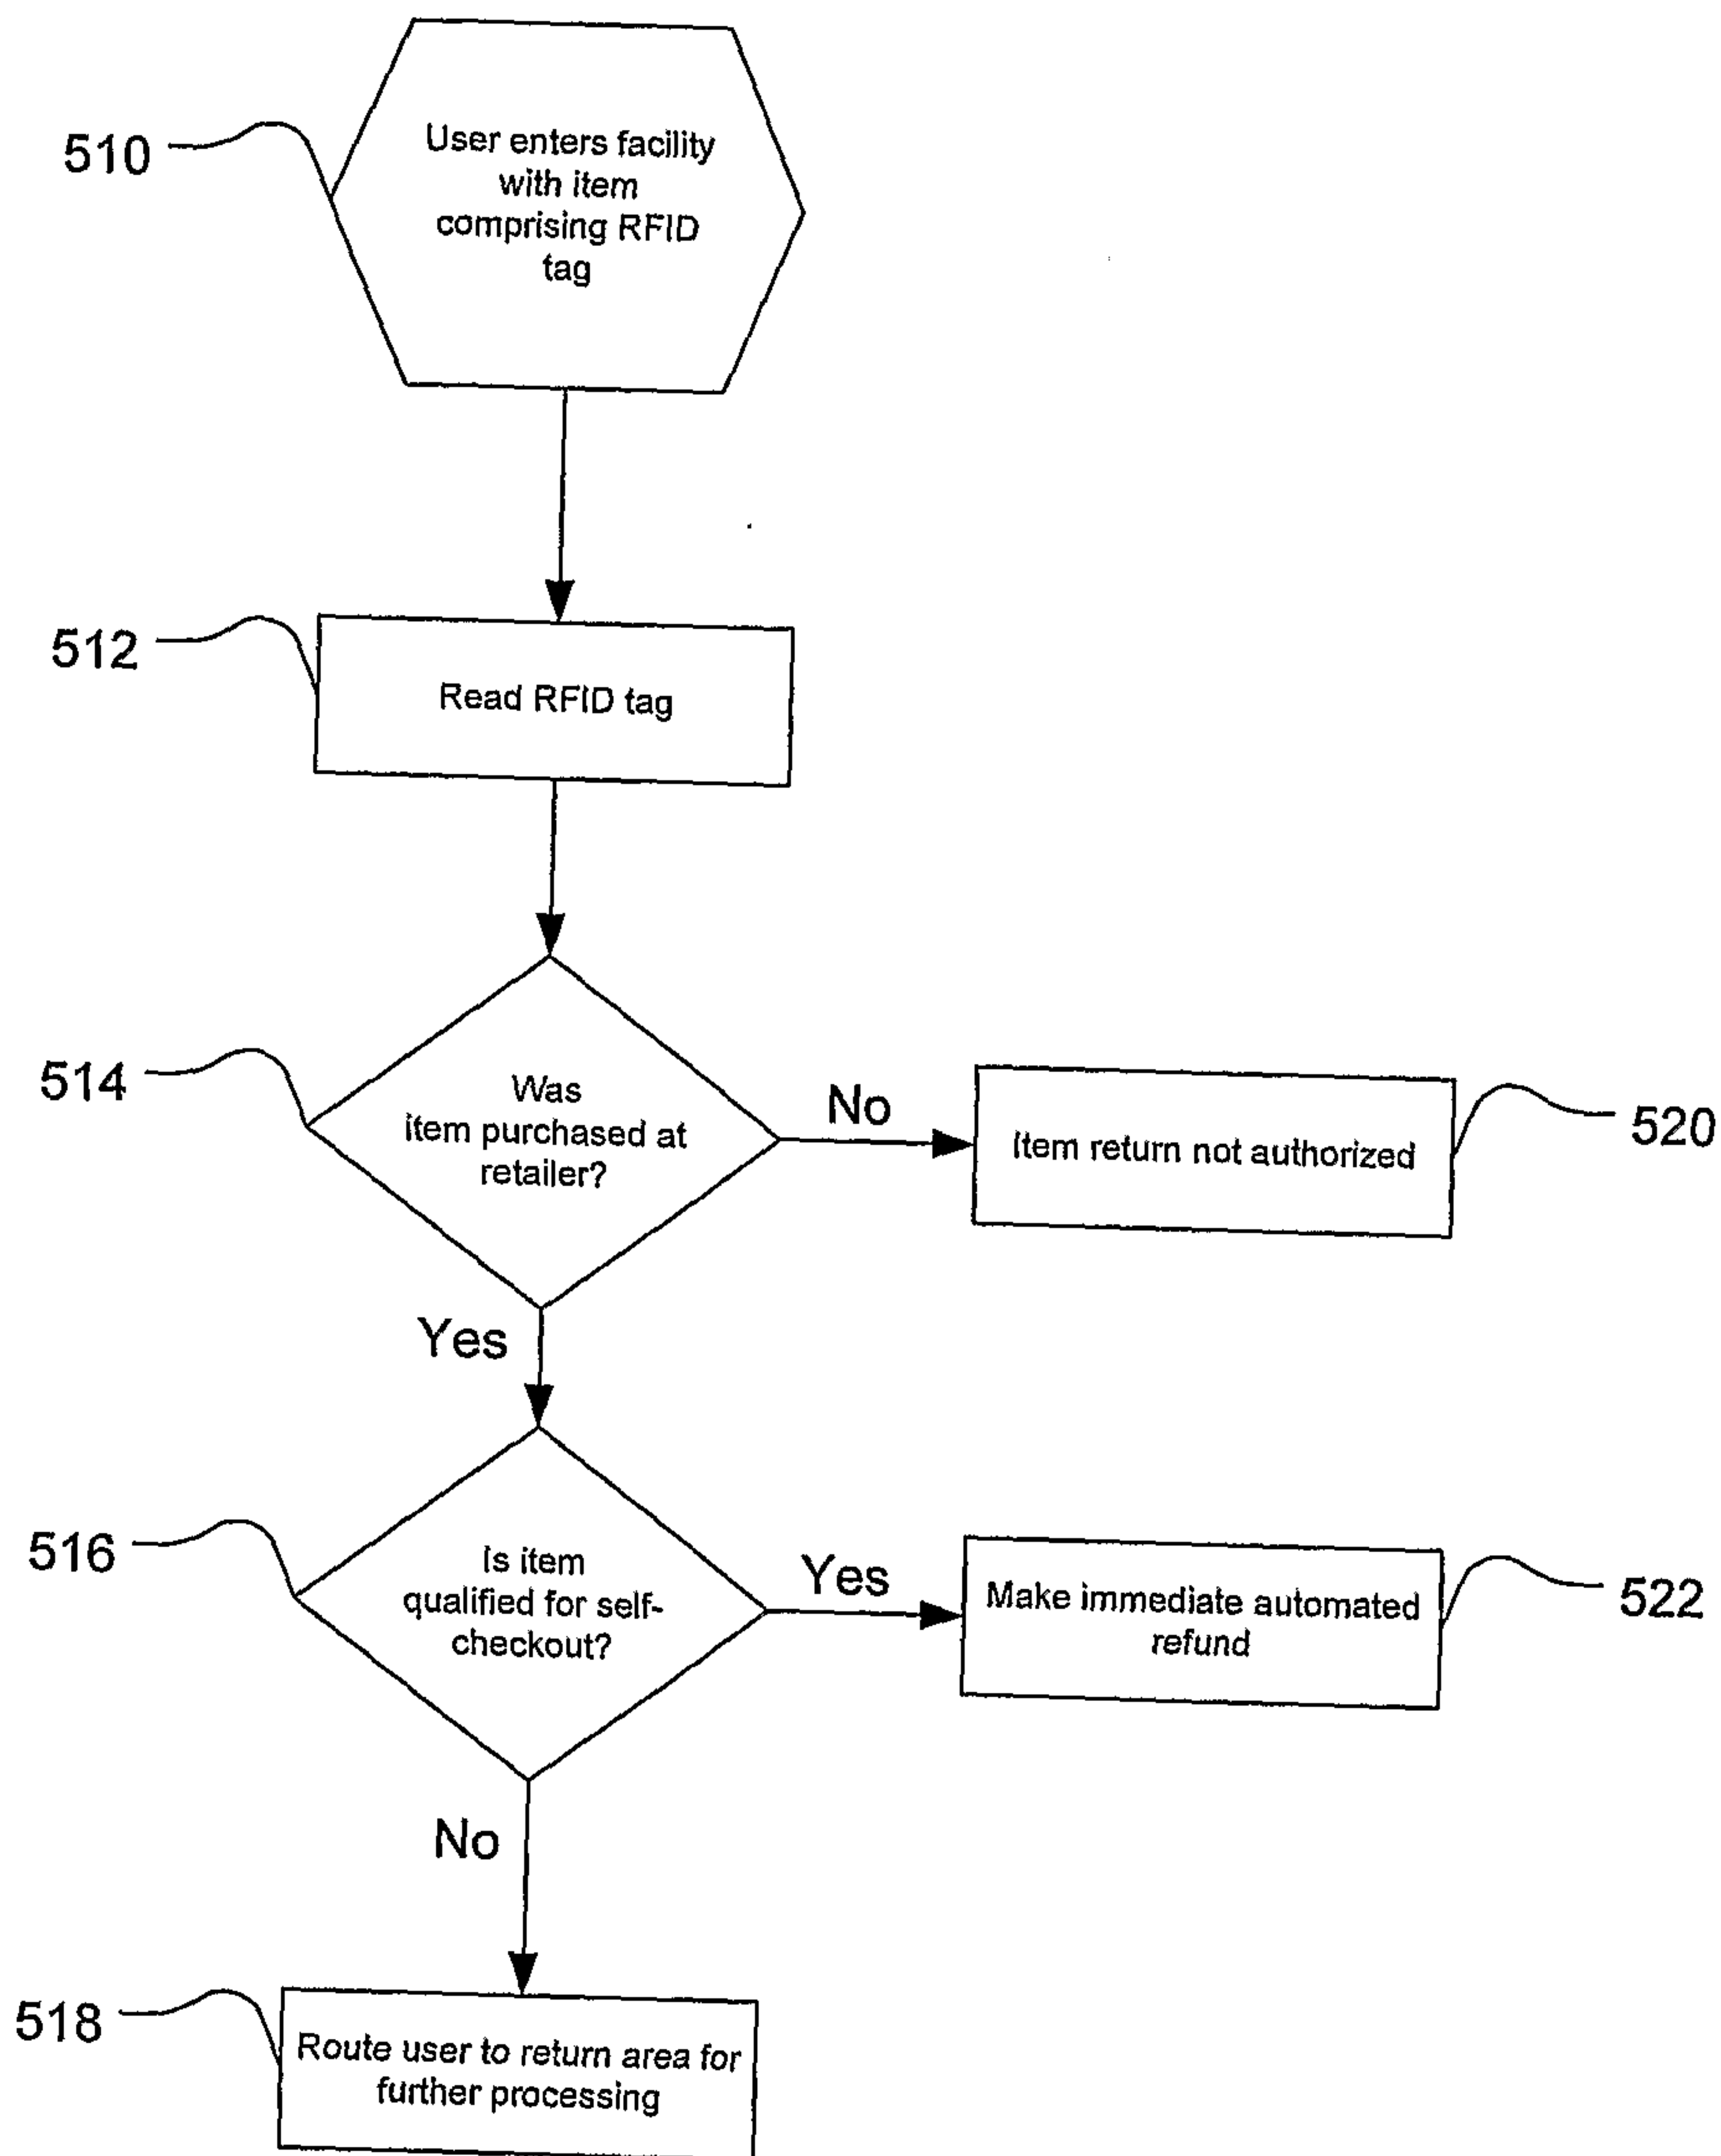 510
User enters facility
with item
comprising RFID
tag
512
Read RFID tag
514
Was
item purchased at
retailer?
No
Item return not authorized
520
Yes
516
Is item
qualified for self-
checkout?
Yes
Make immediate automated
refund
522
No
518
Route user to return area for
further processing